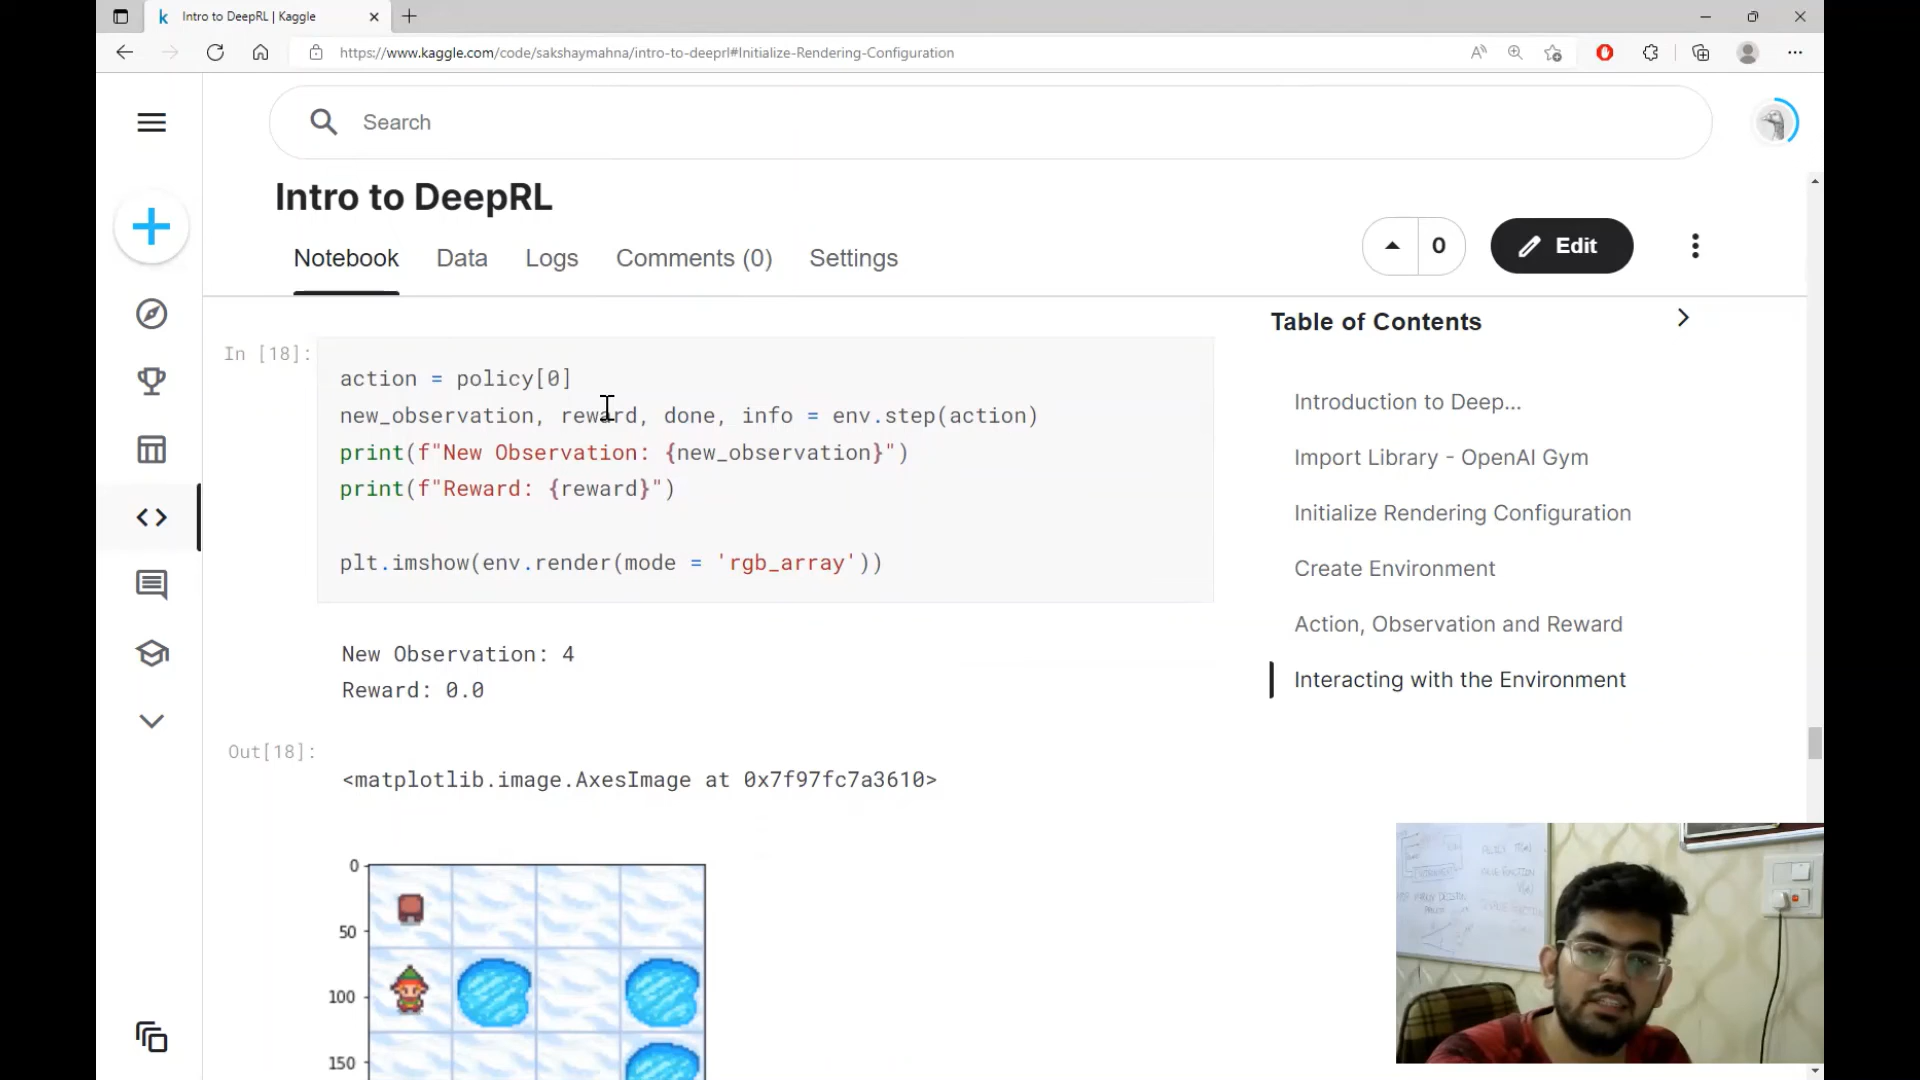 Intro to DeepRL | Kaggle
https://www.kaggle.com/code/sakshaymahna/intro-to-deeprl#Initialize-Rendering-Configuration
Search
Intro to DeepRL
Notebook Data Logs Comments (0) Settings
0 Edit
Table of Contents
Introduction to Deep...
Import Library - OpenAI Gym
Initialize Rendering Configuration
Create Environment
Action, Observation and Reward
Interacting with the Environment
In [18]:
action = policy[0]
new_observation, reward, done, info = env.step(action)
print(f"New Observation: {new_observation}")
print(f"Reward: {reward}")
plt.imshow(env.render(mode = 'rgb_array'))
New Observation: 4
Reward: 0.0
Out[18]:
<matplotlib.image.AxesImage at 0x7f97fc7a3610>
0
50
100
150